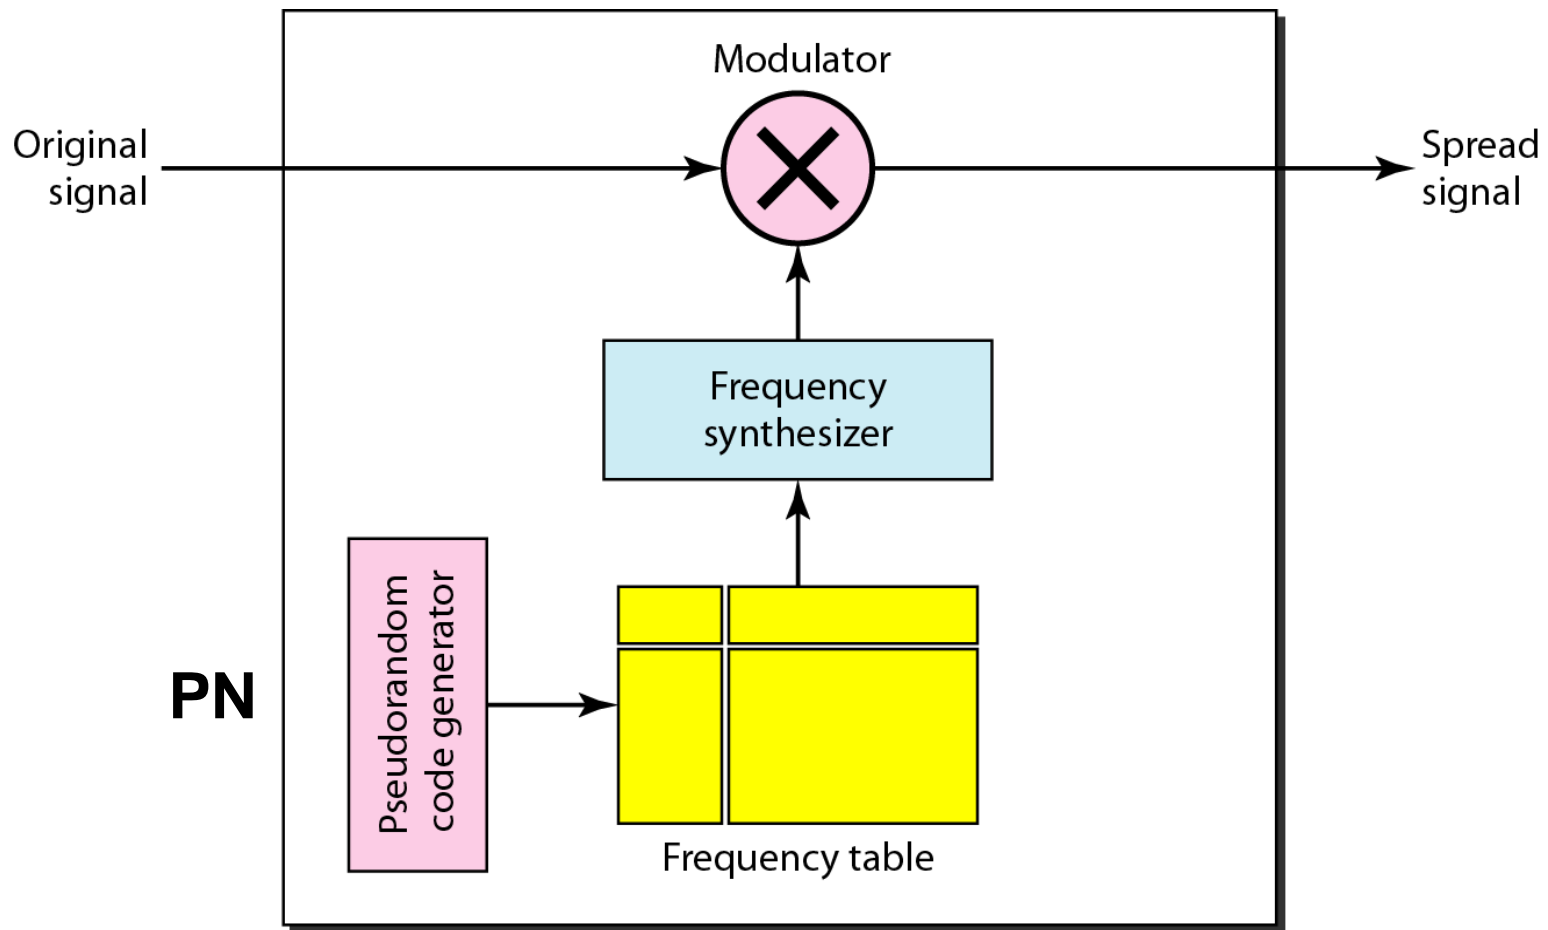 Modulator
Original
signal
Spread
signal
Frequency
synthesizer
Pseudorandom
code generator
PN
Frequency table